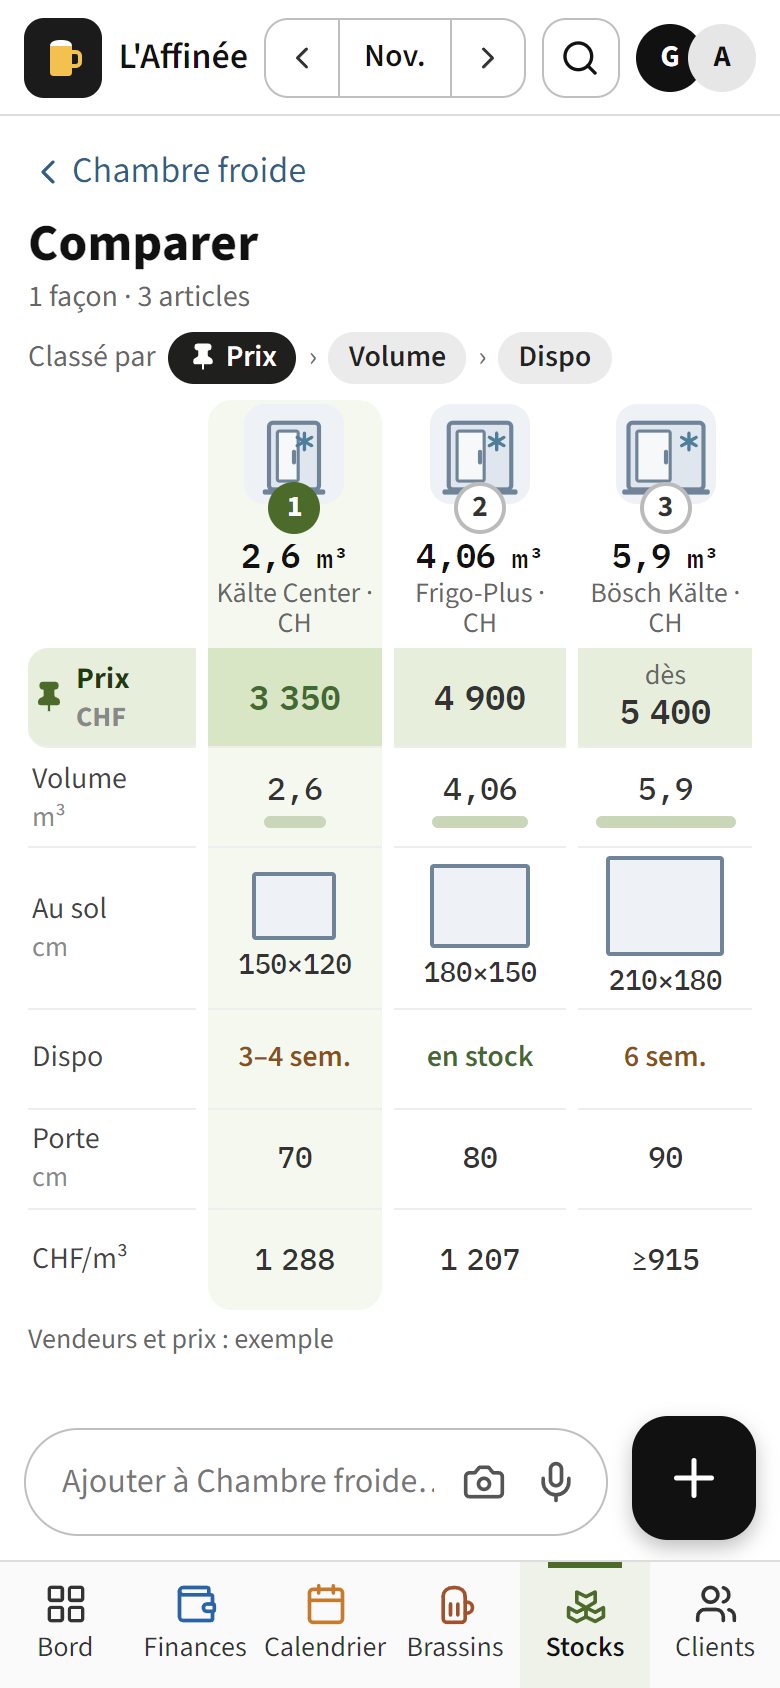 L'Affinée
Nov.
G
A
Chambre froide
Comparer
1 façon · 3 articles
Classé par Prix › Volume › Dispo
1 2 3
2,6 m³ 4,06 m³ 5,9 m³
Kälte Center · CH Frigo-Plus · CH Bösch Kälte · CH
Prix CHF 3 350 4 900 dès 5 400
Volume m³ 2,6 4,06 5,9
Au sol cm 150×120 180×150 210×180
Dispo 3–4 sem. en stock 6 sem.
Porte cm 70 80 90
CHF/m³ 1 288 1 207 ≥915
Vendeurs et prix : exemple
Ajouter à Chambre froide..
Bord Finances Calendrier Brassins Stocks Clients